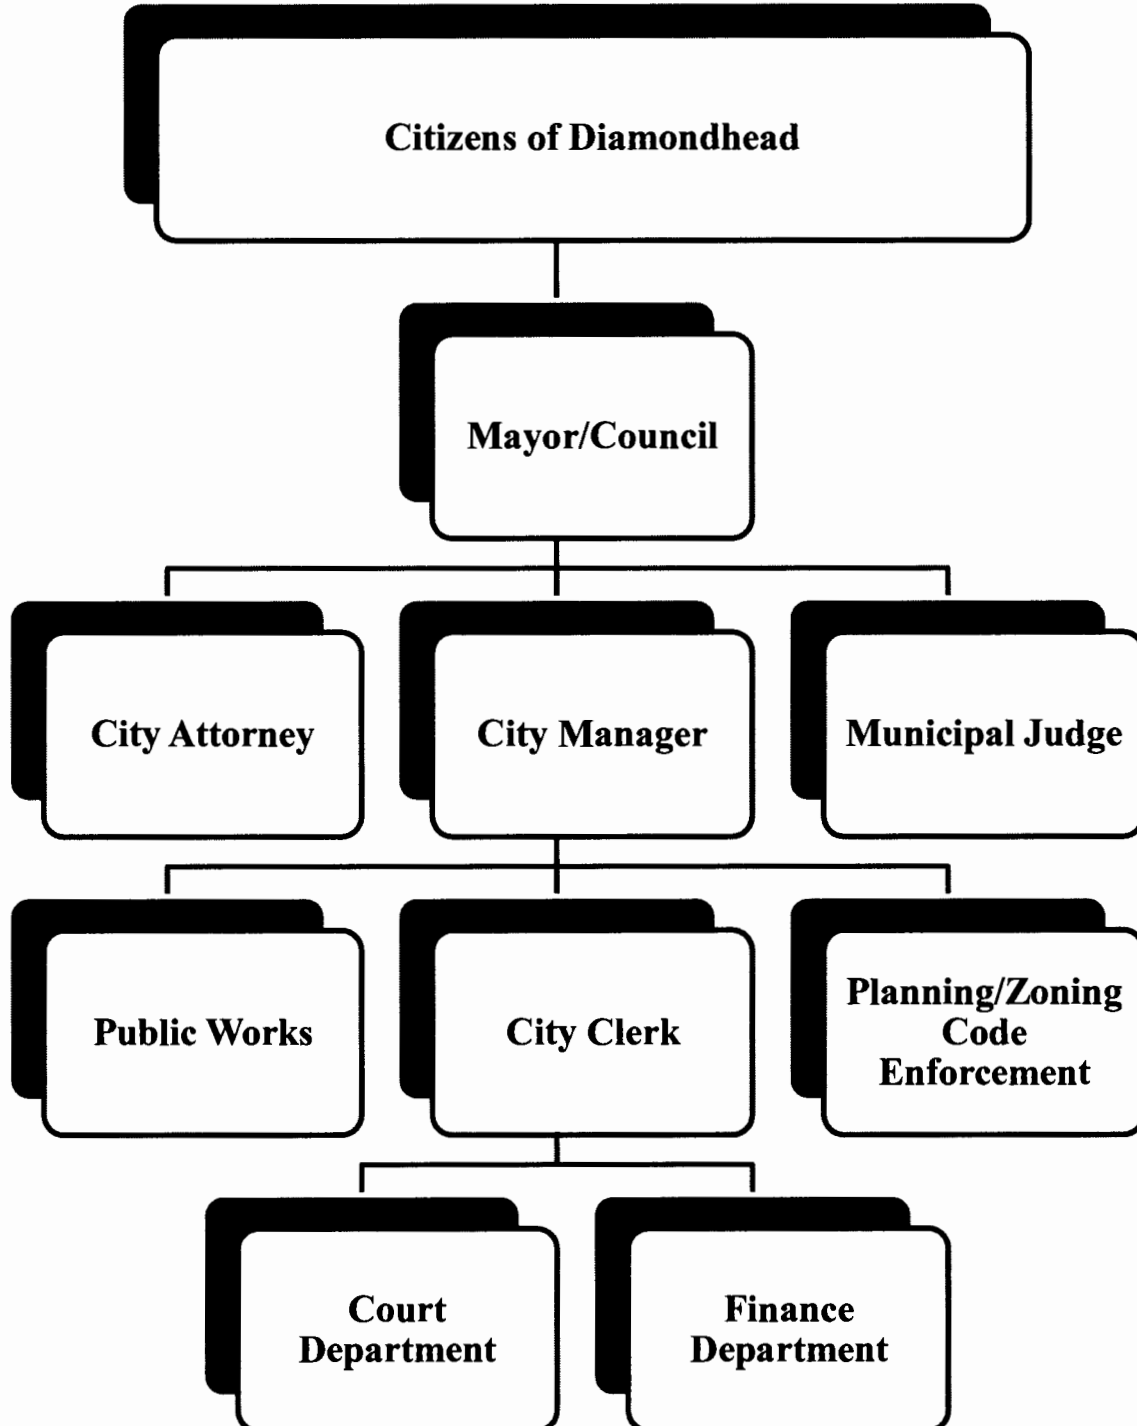 Citizens of Diamondhead
Mayor/Council
City Attorney
City Manager
Municipal Judge
Public Works
City Clerk
Planning/Zoning
Code
Enforcement
Court
Department
Finance
Department